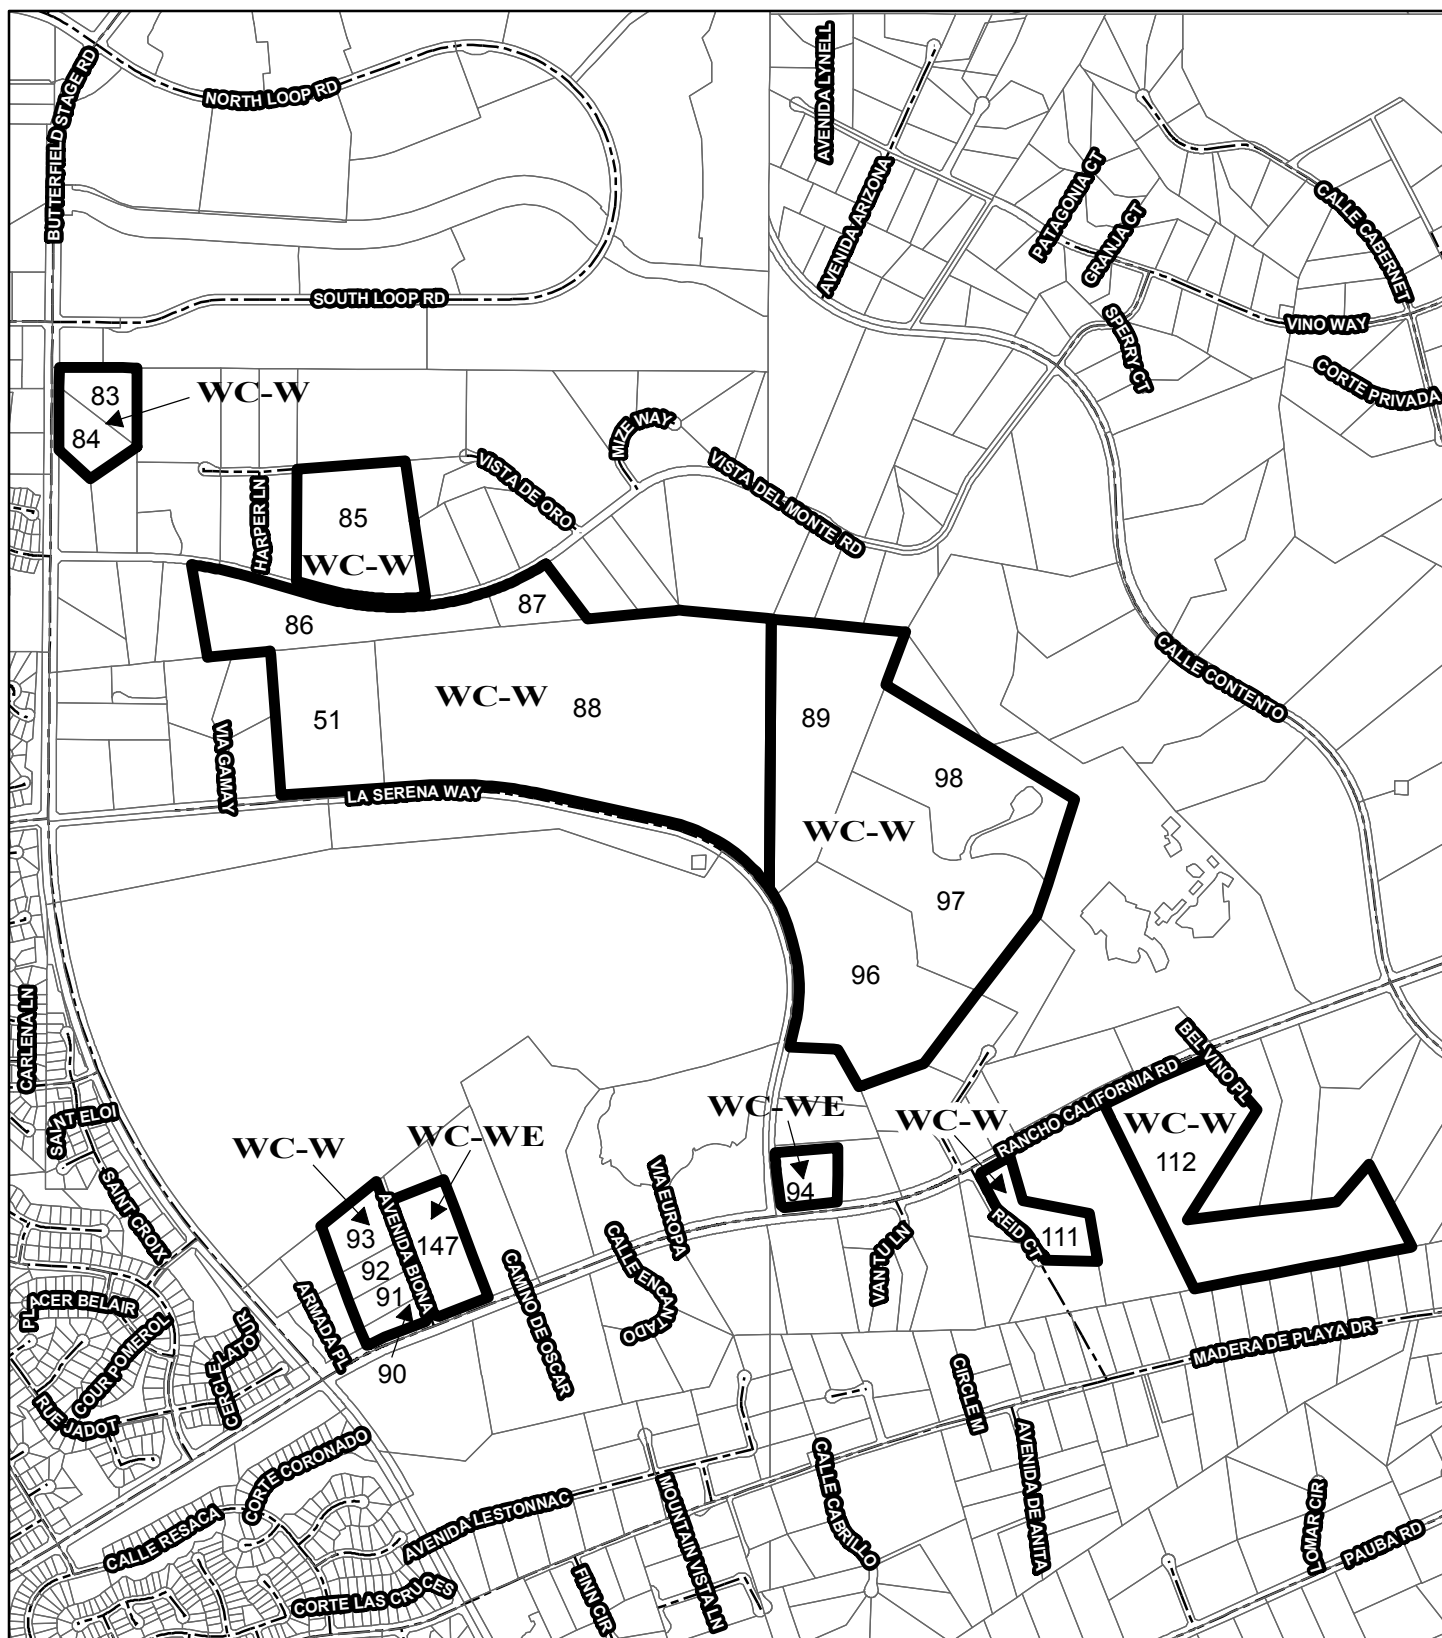 AVENIDA LYNELL
BUTTERFIELD STAGE RD
NORTH LOOP RD
PATAGONIA CT
AVENIDA ARIZONA
CALLE CABERNET
GRANJA CT
SOUTH LOOP RD
VINO WAY
SPERRY CT
CORTE PRIVADA
83
WC-W
84
MIZE WAY
VISTA DE ORO
VISTA DEL MONTE RD
HARPER LN
85
WC-W
87
86
CALLE CONTENTO
WC-W
88
51
89
VIA GAMAY
98
LA SERENA WAY
WC-W
97
96
CARLENA LN
BEL VINO PL
SAINT ELOI
RANCHO CALIFORNIA RD
WC-WE
WC-W
WC-W
WC-W
WC-WE
112
94
SAINT CROIX
VIA EUROPA
93
AVENIDA BIONA
147
REID CT
111
92
91
VAN TU LN
CALLE ENCANTADO
PLACER BELAIR
ARMADA PL
CAMINO DE OSCAR
COUR POMEROL
CERCLE LATOUR
MADERA DE PLAYA DR
90
RUE JADOT
CIRCLE M
CORTE CORONADO
AVENIDA DE ANITA
CALLE CABRILLO
CALLE RESACA
AVENIDA LESTONNAC
MOUNTAIN VISTA LN
LOMAR CIR
PAUBA RD
CORTE LAS CRUCES
FINN CIR